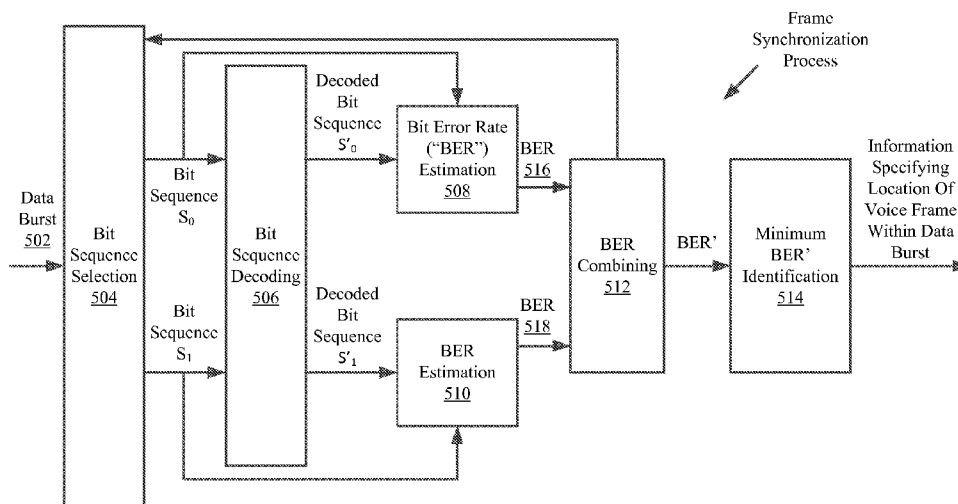 Frame
Synchronization
Process
Data
Burst
502
Bit
Sequence
Selection
504
Bit
Sequence
S0
Bit
Sequence
S1
Bit
Sequence
Decoding
506
Decoded
Bit
Sequence
S'0
Decoded
Bit
Sequence
S'1
Bit Error Rate
(“BER”)
Estimation
508
BER
Estimation
510
BER
516
BER
518
BER
Combining
512
BER’
Minimum
BER’
Identification
514
Information
Specifying
Location Of
Voice Frame
Within Data
Burst